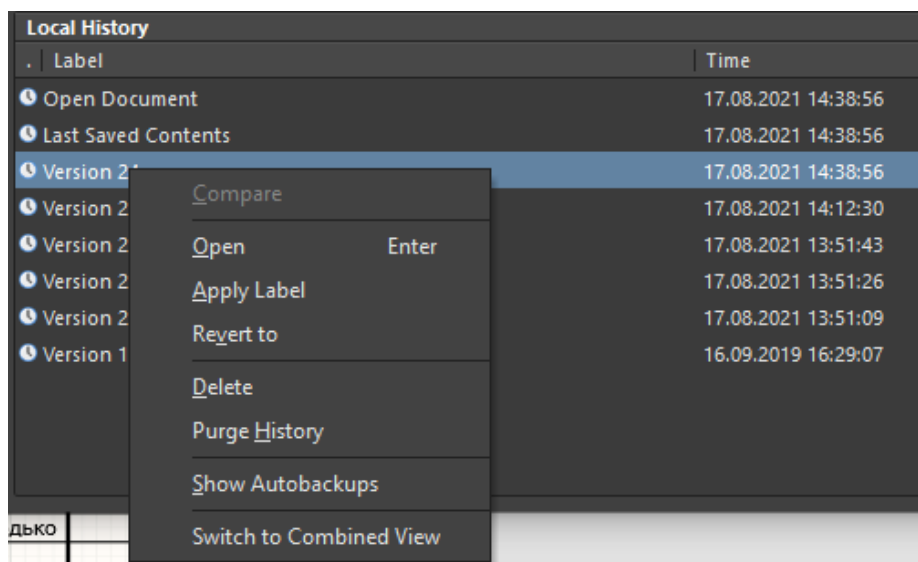 Local History
. Label Time
Open Document 17.08.2021 14:38:56
Last Saved Contents 17.08.2021 14:38:56
Version 17.08.2021 14:38:56
Version 2 17.08.2021 14:12:30
Version 2 17.08.2021 13:51:43
Version 2 17.08.2021 13:51:26
Version 2 17.08.2021 13:51:09
Version 1 16.09.2019 16:29:07
Compare
Open Enter
Apply Label
Revert to
Delete
Purge History
Show Autobackups
Switch to Combined View
дько